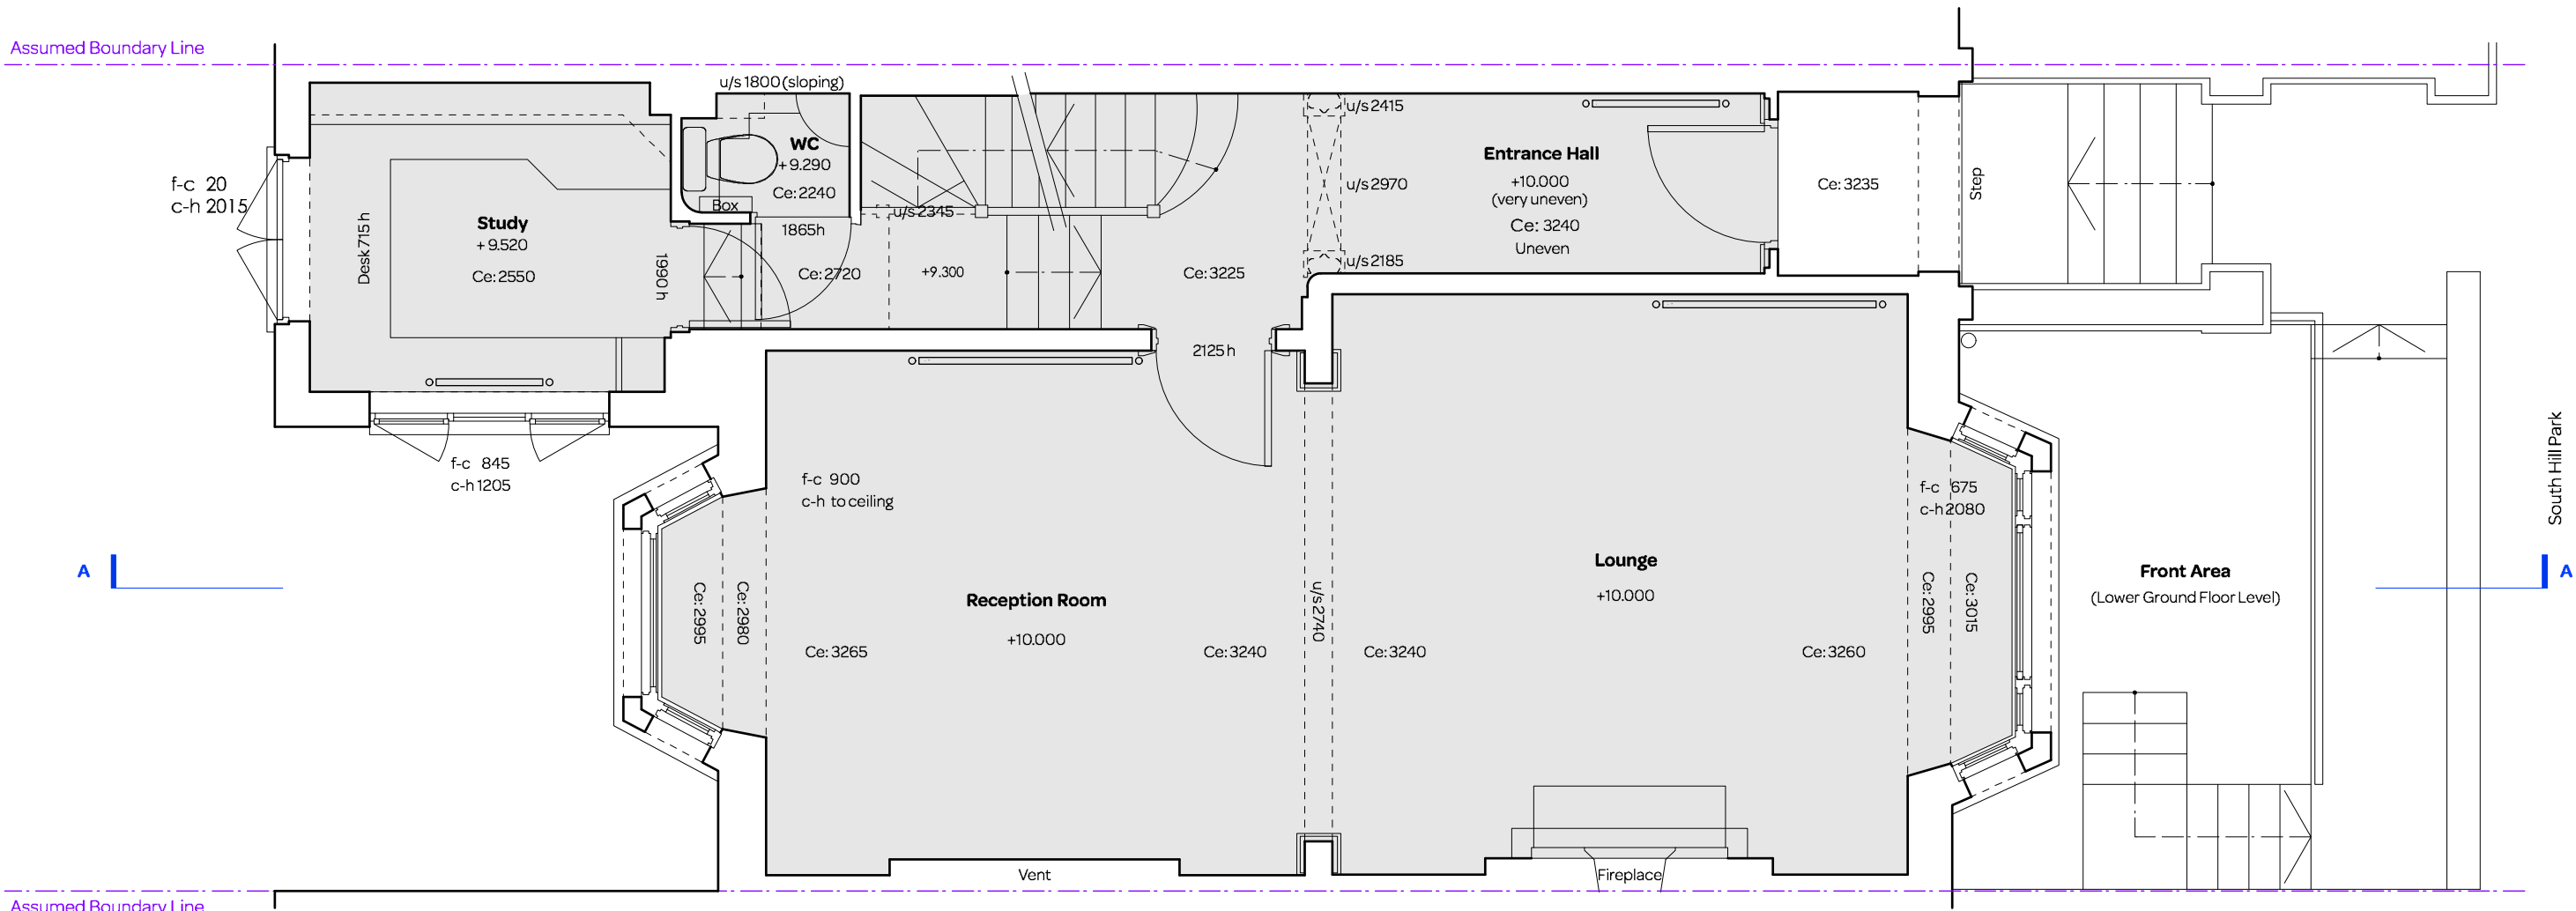 Assumed Boundary Line
u/s 1800 (sloping)
u/s 2415
WC
+9.290
Ce: 2240
Box
Entrance Hall
+10.000
(very uneven)
Ce: 3240
Uneven
u/s 2970
u/s 2185
Ce: 3235
Step
f-c 20
c-h 2015
Desk 715 h
Study
+ 9.520
Ce: 2550
1990 h
u/s 2345
1865h
Ce: 2720
+9.300
Ce: 3225
2125 h
f-c 845
c-h 1205
f-c 900
c-h to ceiling
f-c 675
c-h 2080
South Hill Park
A
A
Ce: 2995
Ce: 2980
Reception Room
+10.000
Ce: 3265
Ce: 3240
u/s 2740
Lounge
+10.000
Ce: 3240
Ce: 3260
Ce: 2995
Ce: 3015
Front Area
(Lower Ground Floor Level)
Vent
Fireplace
Assumed Boundary Line